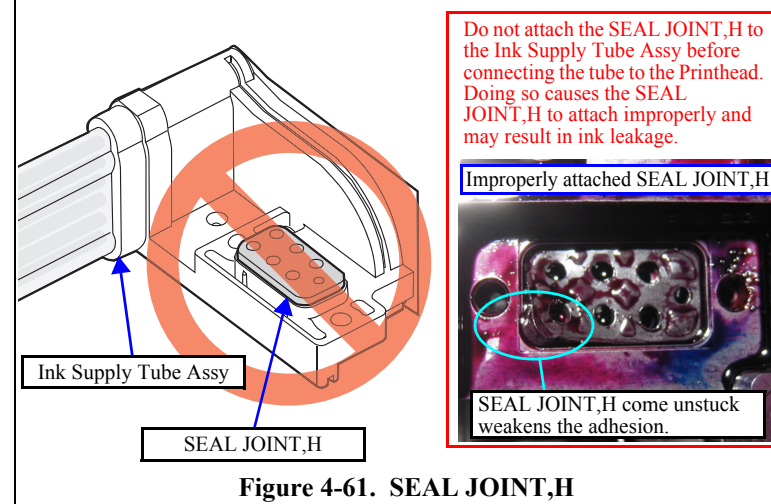 Do not attach the SEAL JOINT,H to
the Ink Supply Tube Assy before
connecting the tube to the Printhead.
Doing so causes the SEAL
JOINT,H to attach improperly and
may result in ink leakage.
Improperly attached SEAL JOINT,H
Ink Supply Tube Assy
SEAL JOINT,H
SEAL JOINT,H come unstuck
weakens the adhesion.
Figure 4-61. SEAL JOINT,H